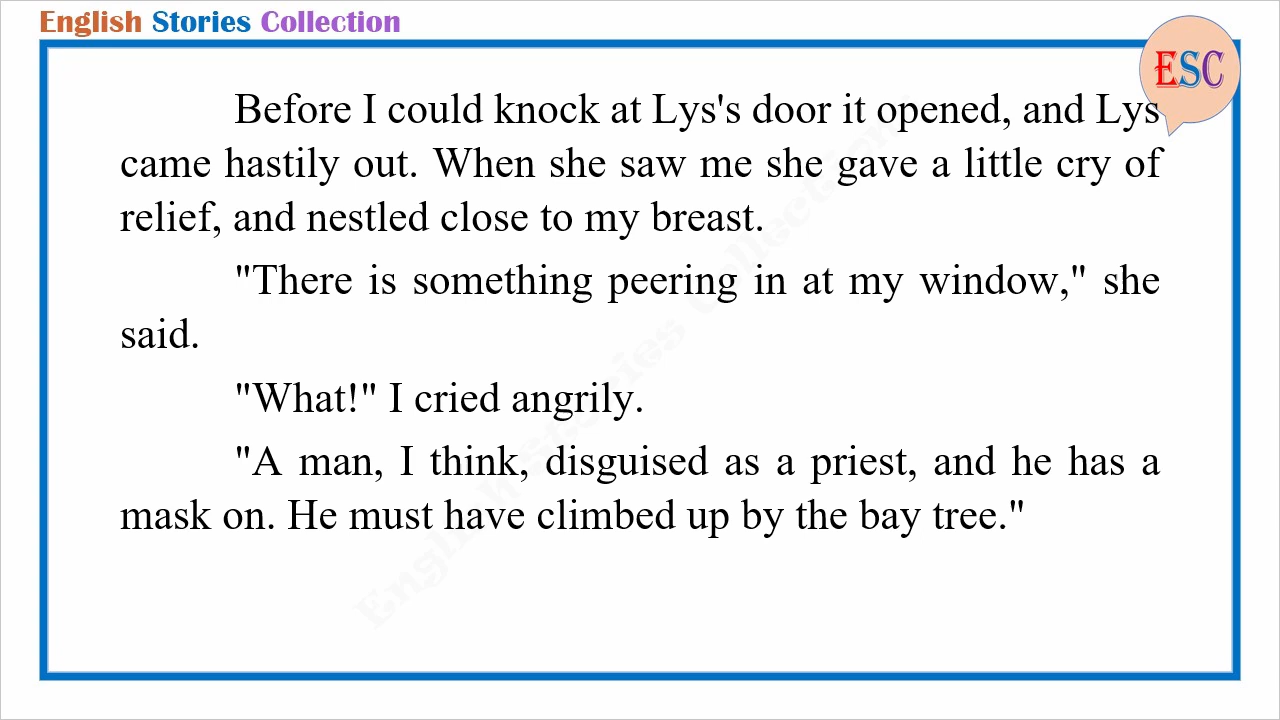 English Stories Collection
ESC
Before I could knock at Lys's door it opened, and Lys
came hastily out. When she saw me she gave a little cry of
relief, and nestled close to my breast.
"There is something peering in at my window," she
said.
"What!" I cried angrily.
"A man, I think, disguised as a priest, and he has a
mask on. He must have climbed up by the bay tree."
English Stories Collection